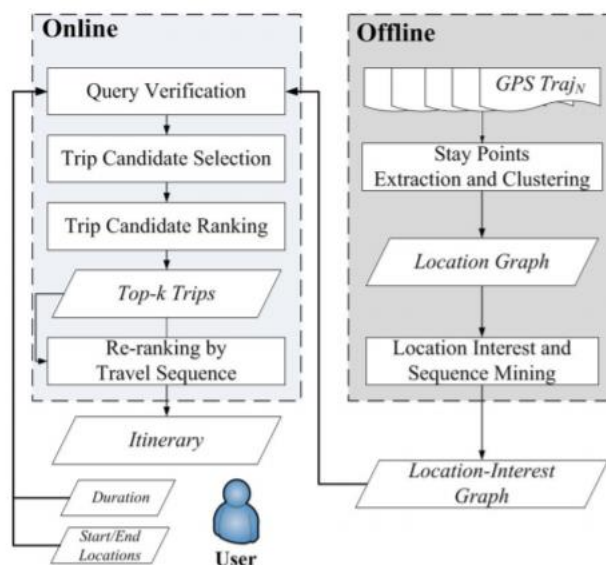 Online
Query Verification
Trip Candidate Selection
Trip Candidate Ranking
Top-k Trips
Re-ranking by
Travel Sequence
Itinerary
Duration
Start/End
Locations
User
Offline
GPS Traj_N
Stay Points
Extraction and Clustering
Location Graph
Location Interest and
Sequence Mining
Location-Interest
Graph